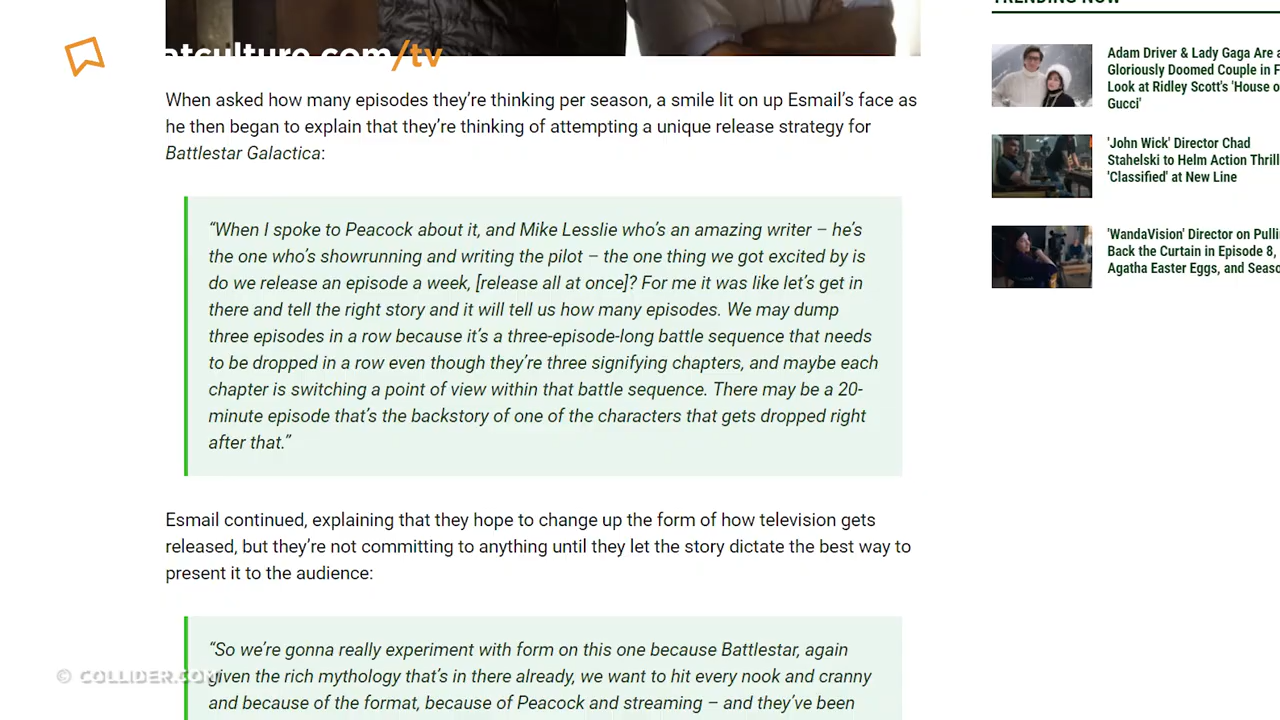 TRENDING NOW
atculture.com/tv
When asked how many episodes they're thinking per season, a smile lit on up Esmail's face as
he then began to explain that they're thinking of attempting a unique release strategy for
Battlestar Galactica:
“When I spoke to Peacock about it, and Mike Lesslie who's an amazing writer – he's
the one who's showrunning and writing the pilot – the one thing we got excited by is
do we release an episode a week, [release all at once]? For me it was like let's get in
there and tell the right story and it will tell us how many episodes. We may dump
three episodes in a row because it's a three-episode-long battle sequence that needs
to be dropped in a row even though they're three signifying chapters, and maybe each
chapter is switching a point of view within that battle sequence. There may be a 20-
minute episode that's the backstory of one of the characters that gets dropped right
after that.”
Esmail continued, explaining that they hope to change up the form of how television gets
released, but they're not committing to anything until they let the story dictate the best way to
present it to the audience:
“So we're gonna really experiment with form on this one because Battlestar, again
given the rich mythology that's in there already, we want to hit every nook and cranny
and because of the format, because of Peacock and streaming – and they've been
© COLLIDER.COM
Adam Driver & Lady Gaga Are a
Gloriously Doomed Couple in F
Look at Ridley Scott's 'House o
Gucci'
'John Wick' Director Chad
Stahelski to Helm Action Thrill
'Classified' at New Line
'WandaVision' Director on Pulli
Back the Curtain in Episode 8,
Agatha Easter Eggs, and Seaso